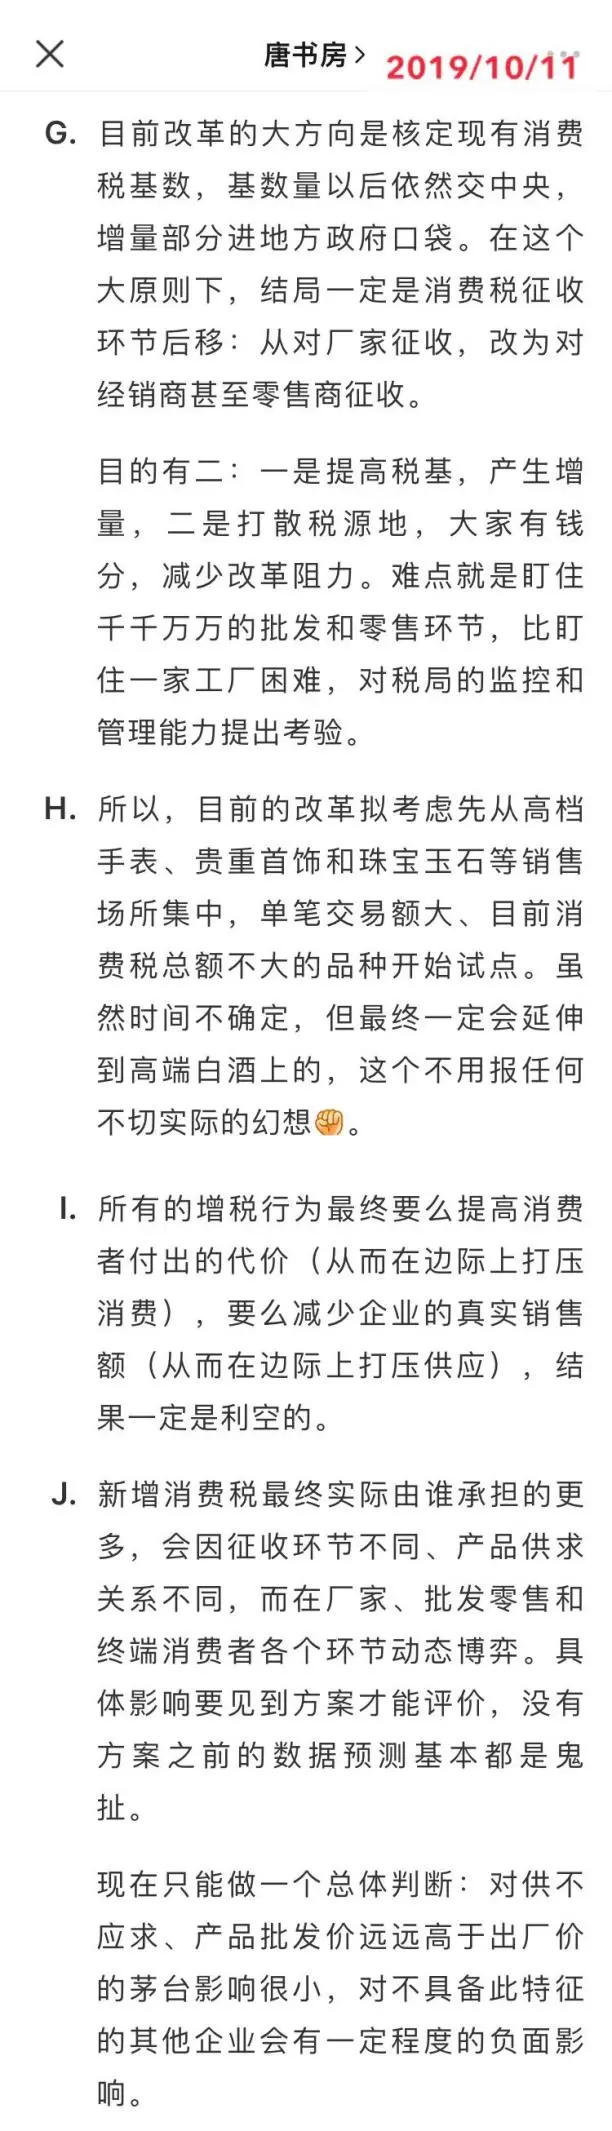 唐书房
2019/10/11
G. 目前改革的大方向是核定现有消费
税基数，基数量以后依然交中央，
增量部分进地方政府口袋。在这个
大原则下，结局一定是消费税征收
环节后移：从对厂家征收，改为对
经销商甚至零售商征收。
目的有二：一是提高税基，产生增
量，二是打散税源地，大家有钱
分，减少改革阻力。难点就是盯住
千千万万的批发和零售环节，比盯
住一家工厂困难，对税局的监控和
管理能力提出考验。
H. 所以，目前的改革拟考虑先从高档
手表、贵重首饰和珠宝玉石等销售
场所集中，单笔交易额大、目前消
费税总额不大的品种开始试点。虽
然时间不确定，但最终一定会延伸
到高端白酒上的，这个不用报任何
不切实际的幻想✊。
I. 所有的增税行为最终要么提高消费
者付出的代价（从而在边际上打压
消费），要么减少企业的真实销售
额（从而在边际上打压供应），结
果一定是利空的。
J. 新增消费税最终实际由谁承担的更
多，会因征收环节不同、产品供求
关系不同，而在厂家、批发零售和
终端消费者各个环节动态博弈。具
体影响要见到方案才能评价，没有
方案之前的数据预测基本都是鬼
扯。
现在只能做一个总体判断：对供不
应求、产品批发价远远高于出厂价
的茅台影响很小，对不具备此特征
的其他企业会有一定程度的负面影
响。